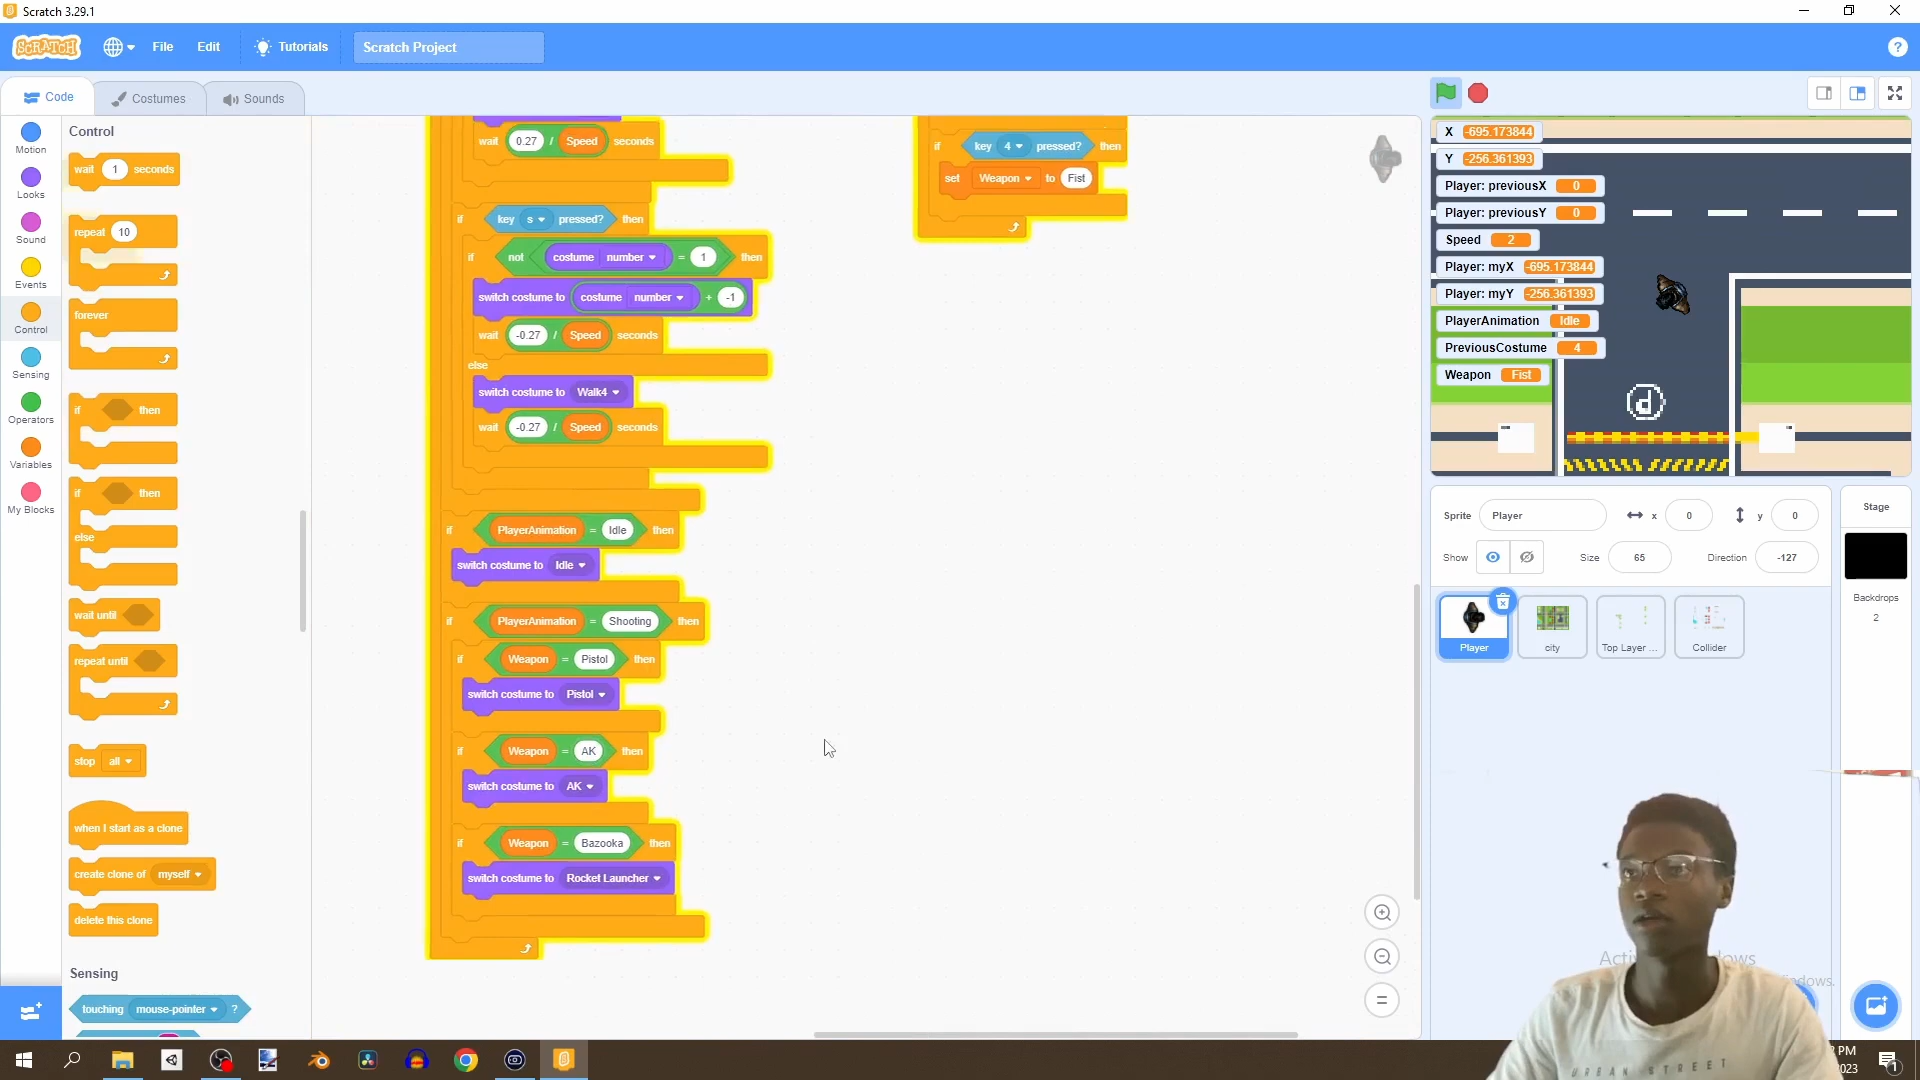 Scratch 3.29.1
SCRATCH File Edit Tutorials Scratch Project ?
Code Costumes Sounds
Motion
Looks
Sound
Events
Control
Sensing
Operators
Variables
My Blocks
Control
wait 1 seconds
repeat 10
forever
if then
if then
else
wait until
repeat until
stop all
when I start as a clone
create clone of myself
delete this clone
Sensing
touching mouse-pointer ?
wait 0.27 / Speed seconds
if key s pressed? then
if not costume number = 1 then
switch costume to costume number + -1
wait -0.27 / Speed seconds
else
switch costume to Walk4
wait -0.27 / Speed seconds
if PlayerAnimation = Idle then
switch costume to Idle
if PlayerAnimation = Shooting then
if Weapon = Pistol then
switch costume to Pistol
if Weapon = AK then
switch costume to AK
if Weapon = Bazooka then
switch costume to Rocket Launcher
if key 4 pressed? then
set Weapon to Fist
X -695.173844
Y -256.361393
Player: previousX 0
Player: previousY 0
Speed 2
Player: myX -695.173844
Player: myY -256.361393
PlayerAnimation Idle
PreviousCostume 4
Weapon Fist
d
Sprite Player x 0 y 0
Show Size 65 Direction -127
Player
city
Top Layer ...
Collider
Stage
Backdrops
2
URBAN STREET
PM
1